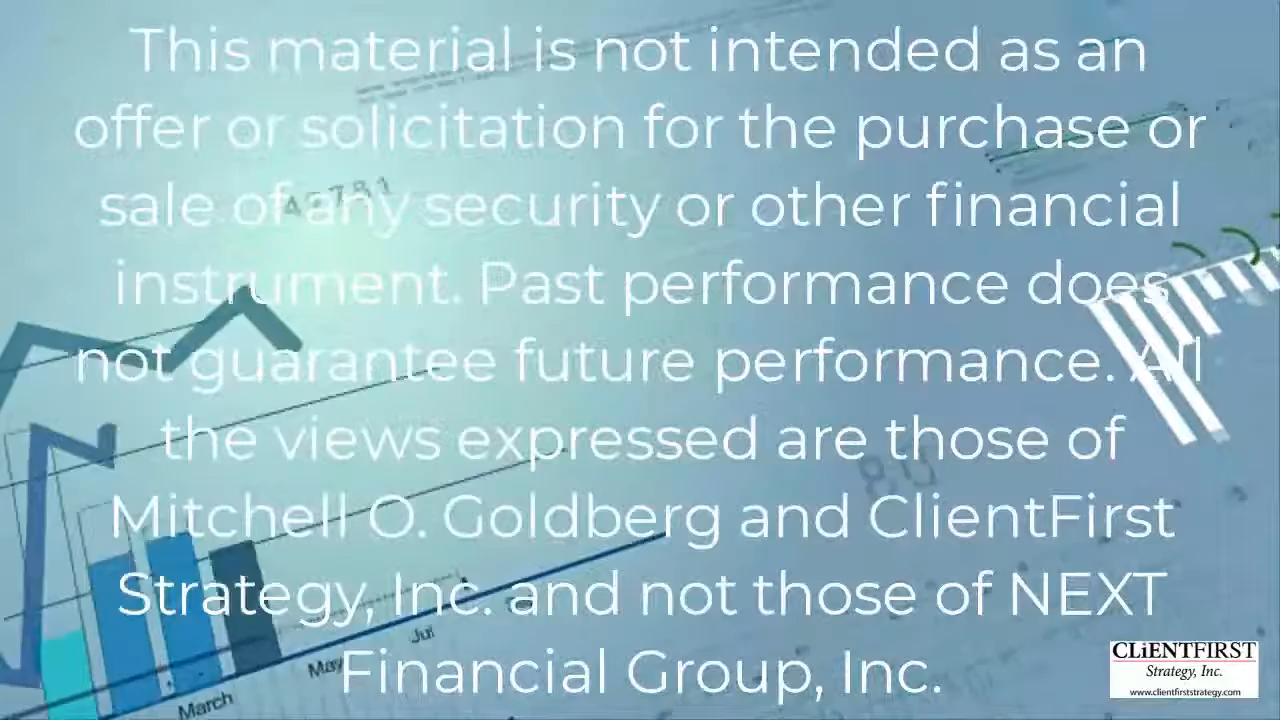 This material is not intended as an
offer or solicitation for the purchase or
sale of any security or other financial
instrument. Past performance does
not guarantee future performance. All
the views expressed are those of
Mitchell O. Goldberg and ClientFirst
Strategy, Inc. and not those of NEXT
Financial Group, Inc.
42781
80
Jul
May
March
CLiENTFIRST
Strategy, Inc.
www.clientfirststrategy.com